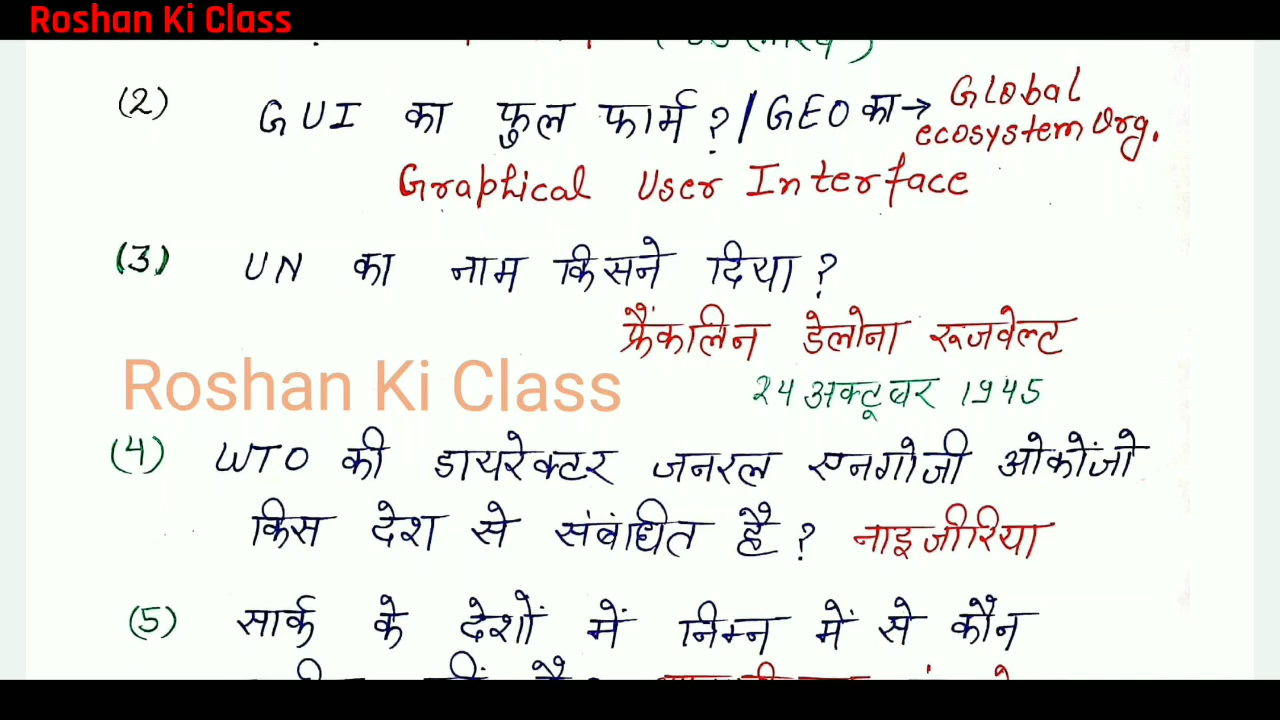 Roshan Ki Class
(2) GUI का फुल फार्म ? / GEO का → Global
ecosystem Org.
Graphical User Interface
(3) UN का नाम किसने दिया ?
फ्रैंकलिन डेलोना रूजवेल्ट
Roshan Ki Class
24 अक्टूबर 1945
(4) WTO की डायरेक्टर जनरल एनगोजी ओकोंजो
किस देश से संबंधित है ? नाइजीरिया
(5) सार्क के देशों में निम्न में से कौन